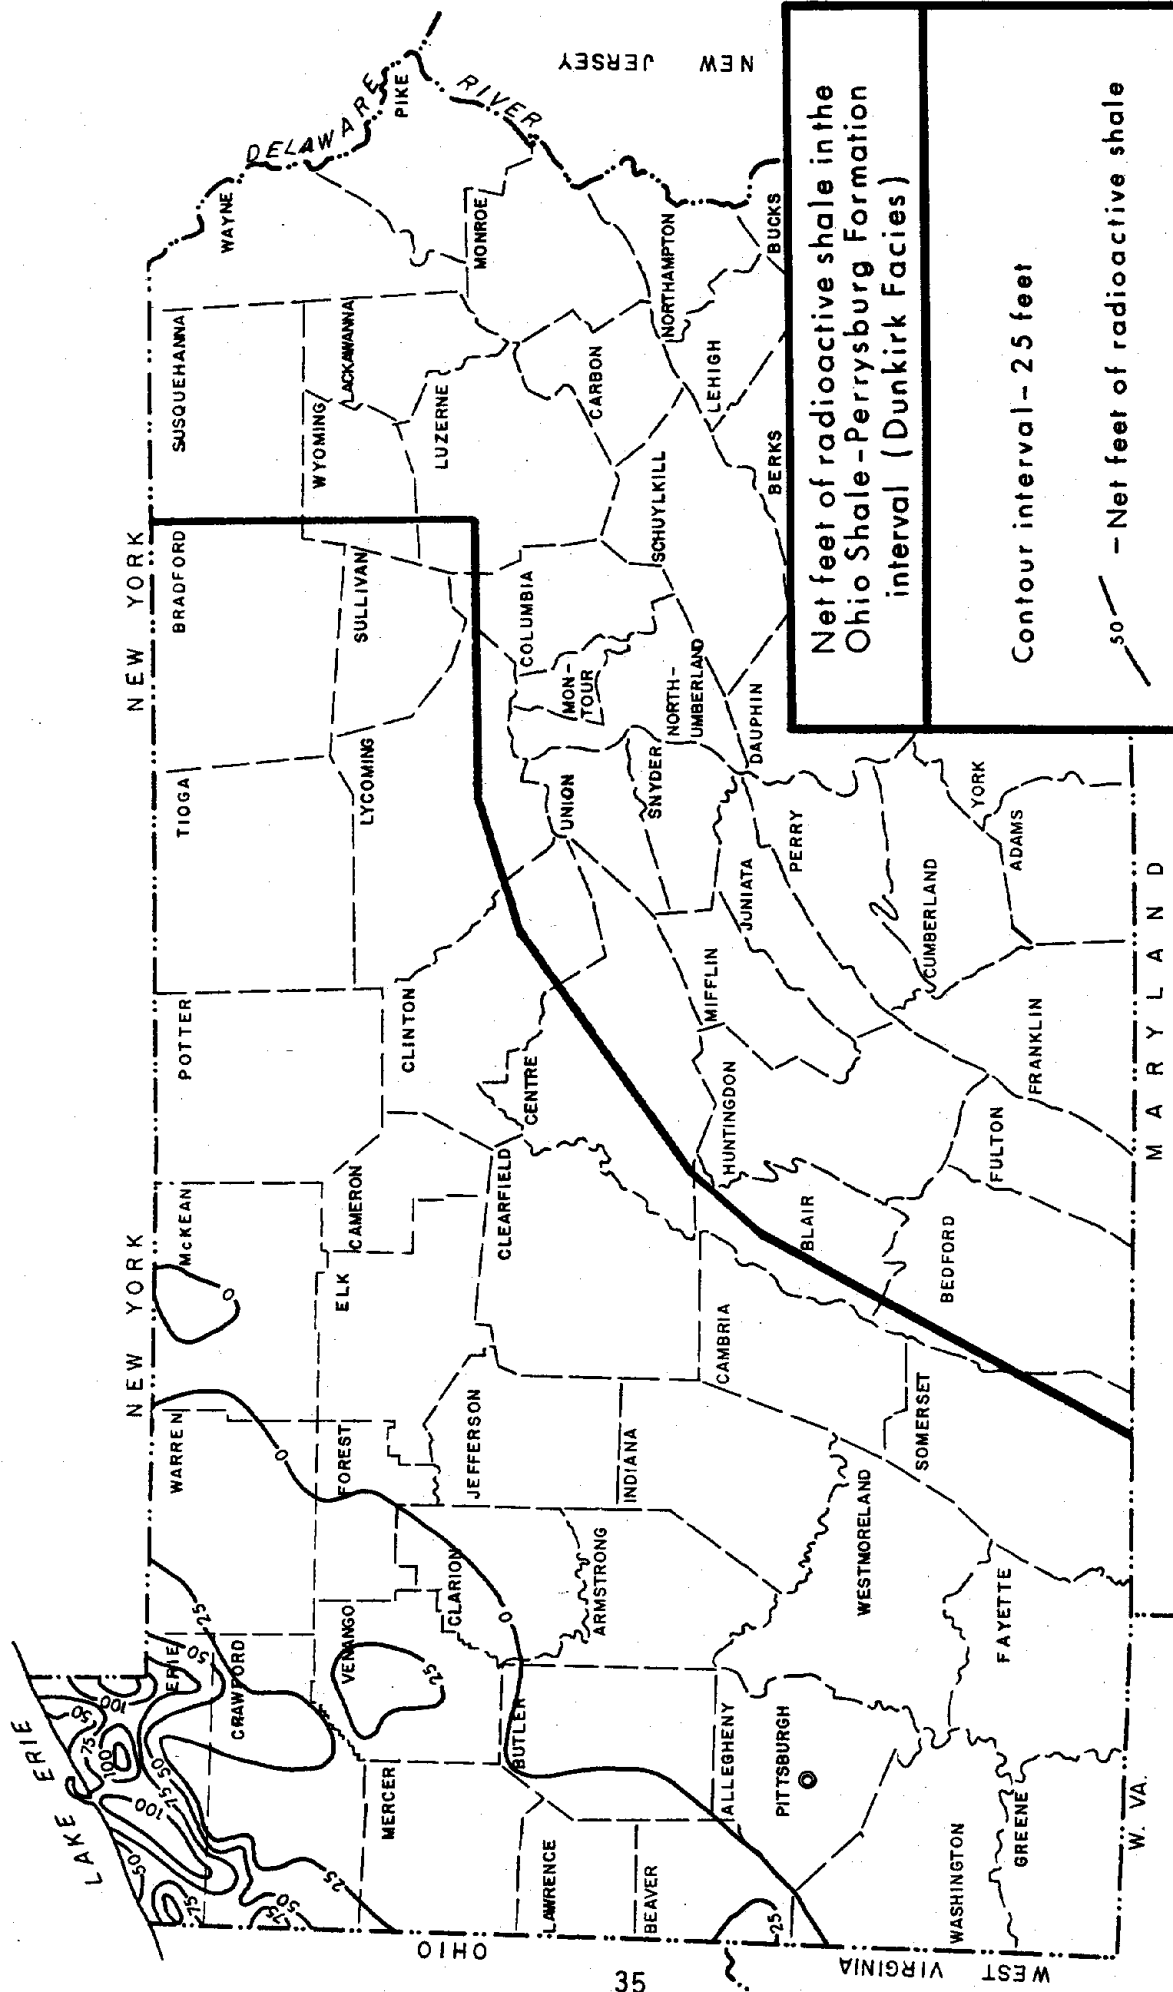 Net feet of radioactive shale in the
Ohio Shale-Perrysburg Formation
interval (Dunkirk Facies)
Contour interval-25 feet
50 -Net feet of radioactive shale
LAKE ERIE
NEW YORK
NEW YORK
DELAWARE
RIVER
NEW JERSEY
OHIO
WEST VIRGINIA
W. VA.
MARYLAND
ERIE
CRAWFORD
WARREN
McKEAN
POTTER
TIOGA
BRADFORD
SUSQUEHANNA
WAYNE
PIKE
MERCER
VENANGO
FOREST
ELK
CAMERON
CLINTON
LYCOMING
SULLIVAN
WYOMING
LACKAWANNA
LUZERNE
MONROE
LAWRENCE
BUTLER
CLARION
JEFFERSON
CLEARFIELD
CENTRE
UNION
MON-
TOUR
COLUMBIA
CARBON
NORTHAMPTON
BEAVER
ARMSTRONG
INDIANA
CAMBRIA
BLAIR
HUNTINGDON
MIFFLIN
SNYDER
NORTH-
UMBERLAND
SCHUYLKILL
LEHIGH
BUCKS
ALLEGHENY
PITTSBURGH
WESTMORELAND
SOMERSET
BEDFORD
FULTON
FRANKLIN
JUNIATA
PERRY
DAUPHIN
BERKS
CUMBERLAND
ADAMS
YORK
WASHINGTON
GREENE
FAYETTE
50
75
100
100
75
50
100
75
50
50
25
75
50
25
25
25
0
0
0
35